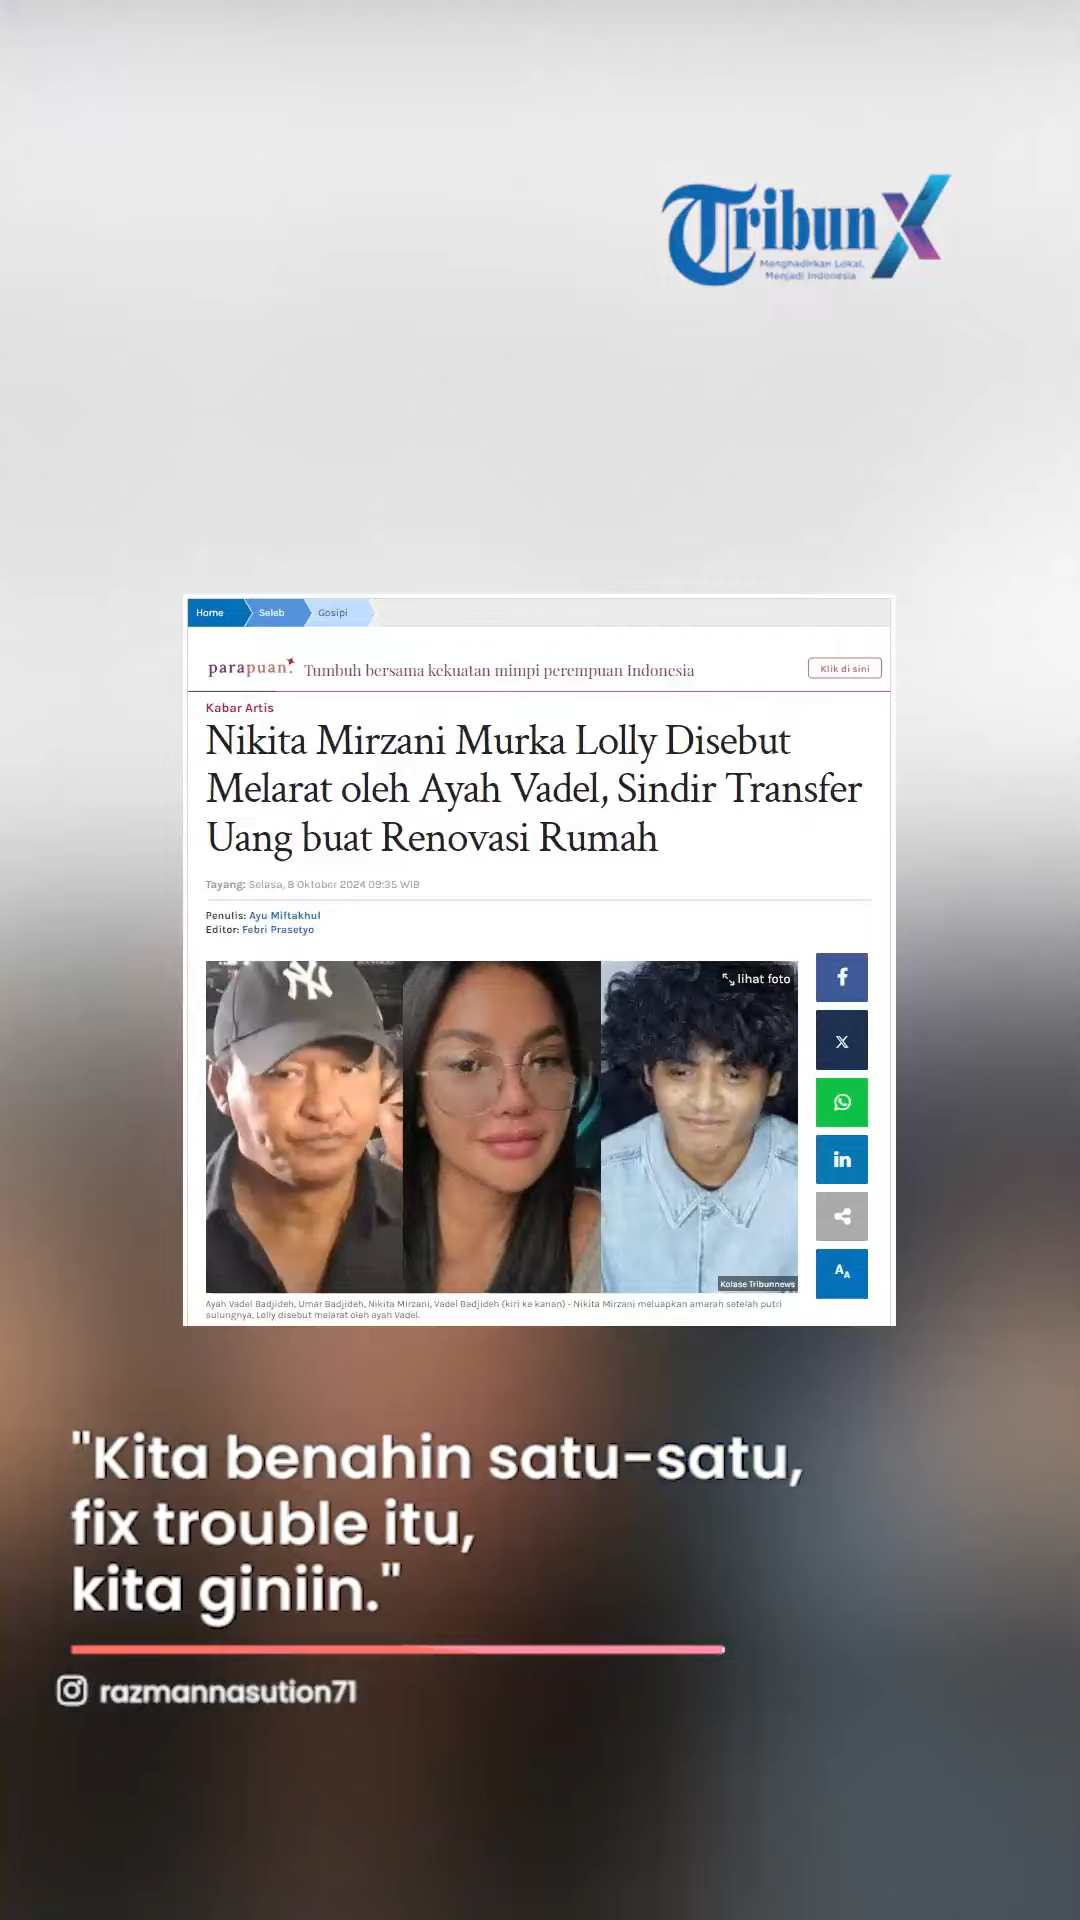 Tribun X
Menghadirkan Lokal,
Menjadi Indonesia
Home Seleb Gosipi
parapuan. Tumbuh bersama kekuatan mimpi perempuan Indonesia Klik di sini
Kabar Artis
Nikita Mirzani Murka Lolly Disebut
Melarat oleh Ayah Vadel, Sindir Transfer
Uang buat Renovasi Rumah
Tayang: Selasa, 8 Oktober 2024 09:35 WIB
Penulis: Ayu Miftakhul
Editor: Febri Prasetyo
NY
lihat foto
f
X
in
AA
Kolase Tribunnews
Ayah Vadel Badjideh, Umar Badjideh, Nikita Mirzani, Vadel Badjideh (kiri ke kanan) - Nikita Mirzani meluapkan amarah setelah putri
sulungnya, Lolly disebut melarat oleh ayah Vadel.
"Kita benahin satu-satu,
fix trouble itu,
kita giniin."
razmannasution71